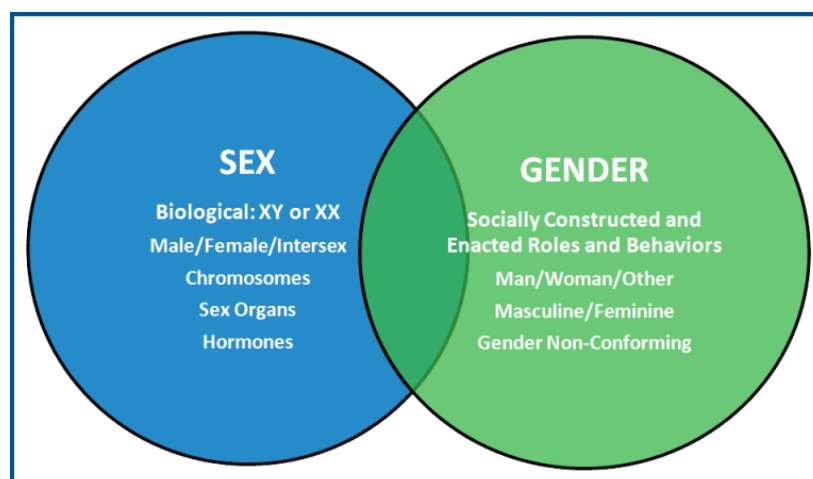 SEX
Biological: XY or XX
Male/Female/Intersex
Chromosomes
Sex Organs
Hormones
GENDER
Socially Constructed and
Enacted Roles and Behaviors
Man/Woman/Other
Masculine/Feminine
Gender Non-Conforming